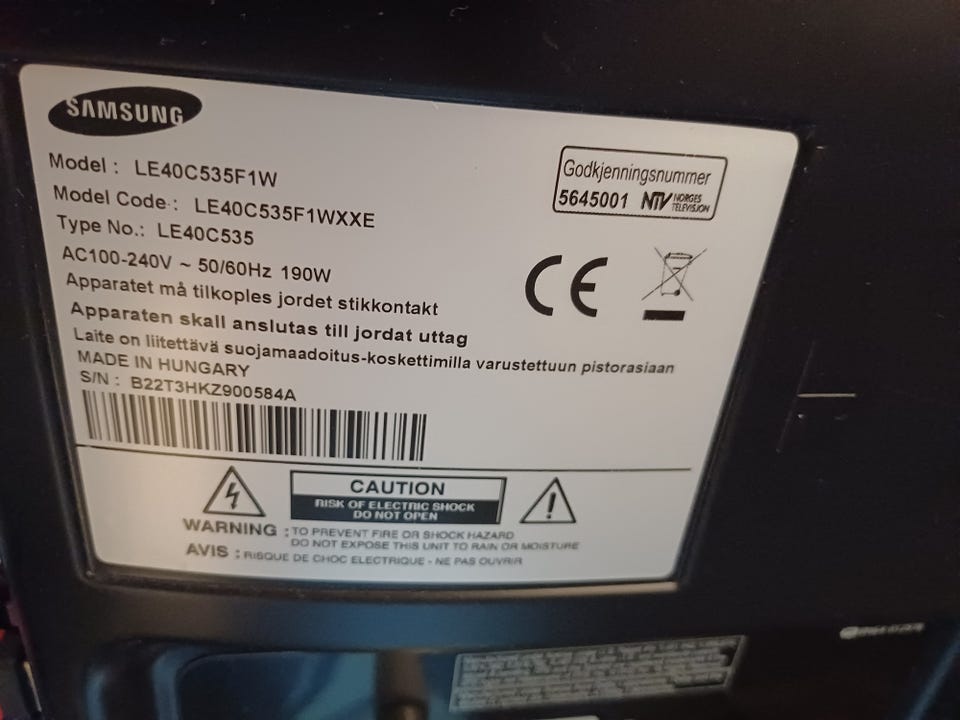 SAMSUNG
Model : LE40C535F1W
Model Code : LE40C535F1WXXE
Type No.: LE40C535
AC100-240V ~ 50/60Hz 190W
Apparatet må tilkoples jordet stikkontakt
Apparaten skall anslutas till jordat uttag
Laite on liitettävä suojamaadoitus-koskettimilla varustettuun pistorasiaan
MADE IN HUNGARY
S/N : B22T3HKZ900584A
Godkjenningsnummer
5645001 NTV NORGES TELEVISJON
CE
CAUTION
RISK OF ELECTRIC SHOCK
DO NOT OPEN
WARNING : TO PREVENT FIRE OR SHOCK HAZARD
DO NOT EXPOSE THIS UNIT TO RAIN OR MOISTURE
AVIS : RISQUE DE CHOC ELECTRIQUE - NE PAS OUVRIR